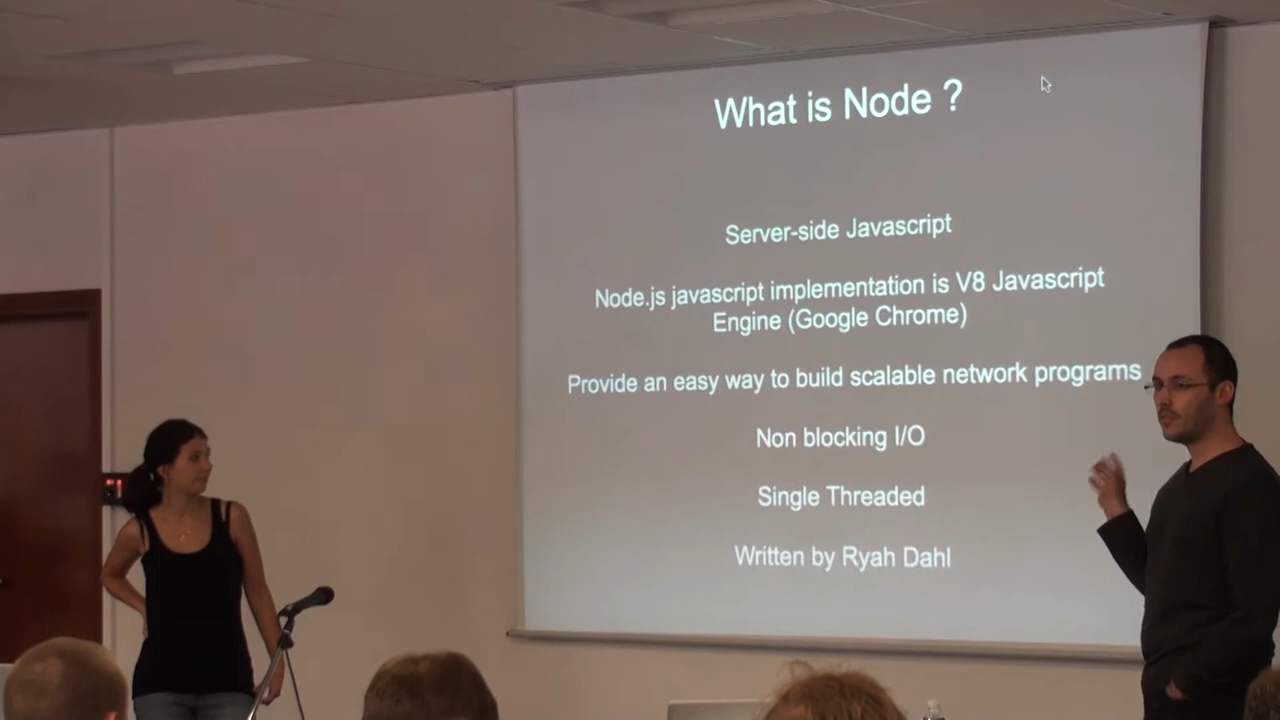 What is Node ?
Server-side Javascript
Node.js javascript implementation is V8 Javascript
Engine (Google Chrome)
Provide an easy way to build scalable network programs
Non blocking I/O
Single Threaded
Written by Ryah Dahl